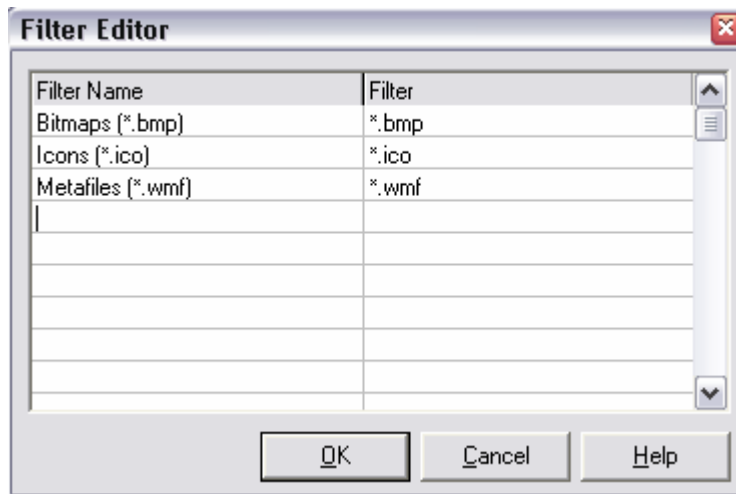 Filter Editor
Filter Name Filter
Bitmaps (*.bmp) *.bmp
Icons (*.ico) *.ico
Metafiles (*.wmf) *.wmf
OK Cancel Help